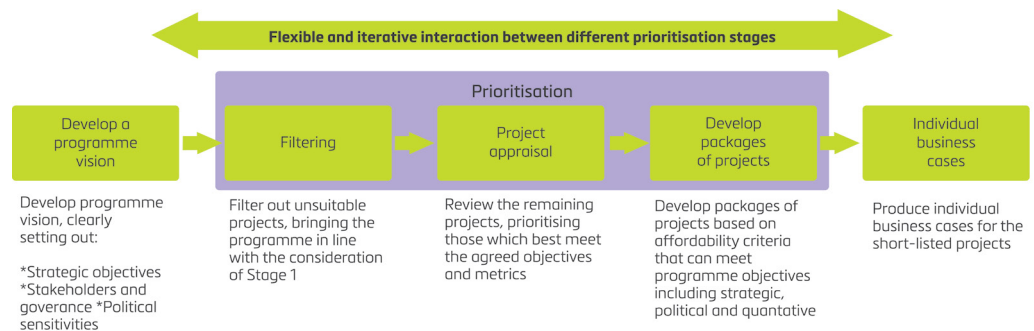 Flexible and iterative interaction between different prioritisation stages
Prioritisation
Develop a
programme
vision
Filtering
Project
appraisal
Develop
packages
of projects
Individual
business
cases
Develop programme
vision, clearly
setting out:
*Strategic objectives
*Stakeholders and
goverance *Political
sensitivities
Filter out unsuitable
projects, bringing the
programme in line
with the consideration
of Stage 1
Review the remaining
projects, prioritising
those which best meet
the agreed objectives
and metrics
Develop packages of
projects based on
affordability criteria
that can meet
programme objectives
including strategic,
political and quantative
Produce individual
business cases for the
short-listed projects